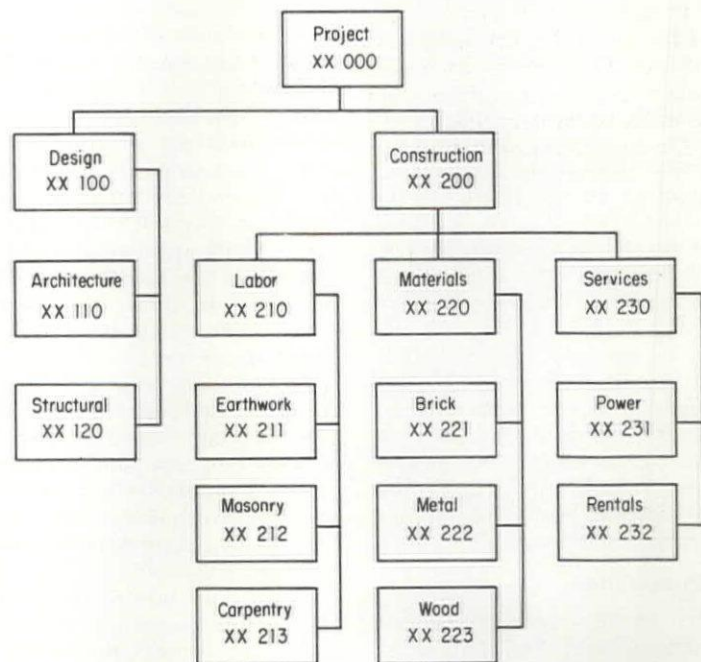 Project
XX 000
Design
XX 100
Construction
XX 200
Architecture
XX 110
Labor
XX 210
Materials
XX 220
Services
XX 230
Structural
XX 120
Earthwork
XX 211
Brick
XX 221
Power
XX 231
Masonry
XX 212
Metal
XX 222
Rentals
XX 232
Carpentry
XX 213
Wood
XX 223